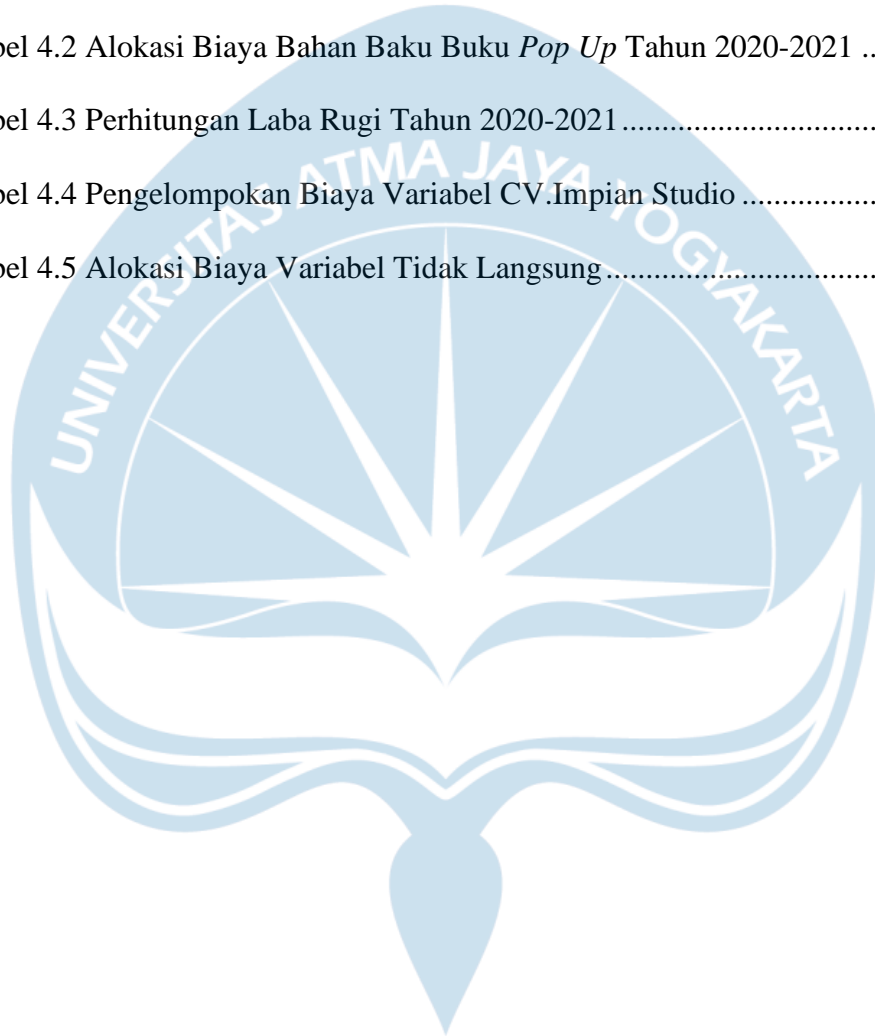 bel 4.2 Alokasi Biaya Bahan Baku Buku Pop Up Tahun 2020-2021 ..
bel 4.3 Perhitungan Laba Rugi Tahun 2020-2021 ................................
bel 4.4 Pengelompokan Biaya Variabel CV.Impian Studio .................
bel 4.5 Alokasi Biaya Variabel Tidak Langsung ..................................
UNIVERSITAS ATMA JAYA YOGYAKARTA